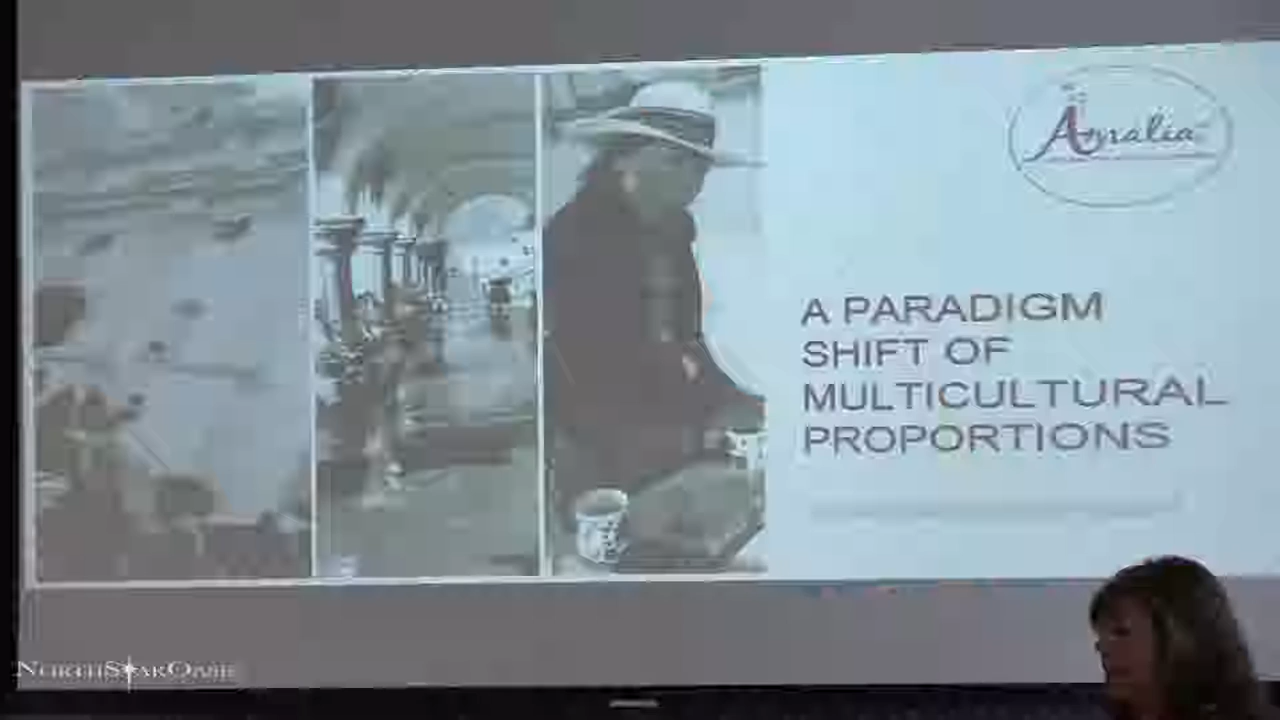 Amalia
A PARADIGM
SHIFT OF
MULTICULTURAL
PROPORTIONS